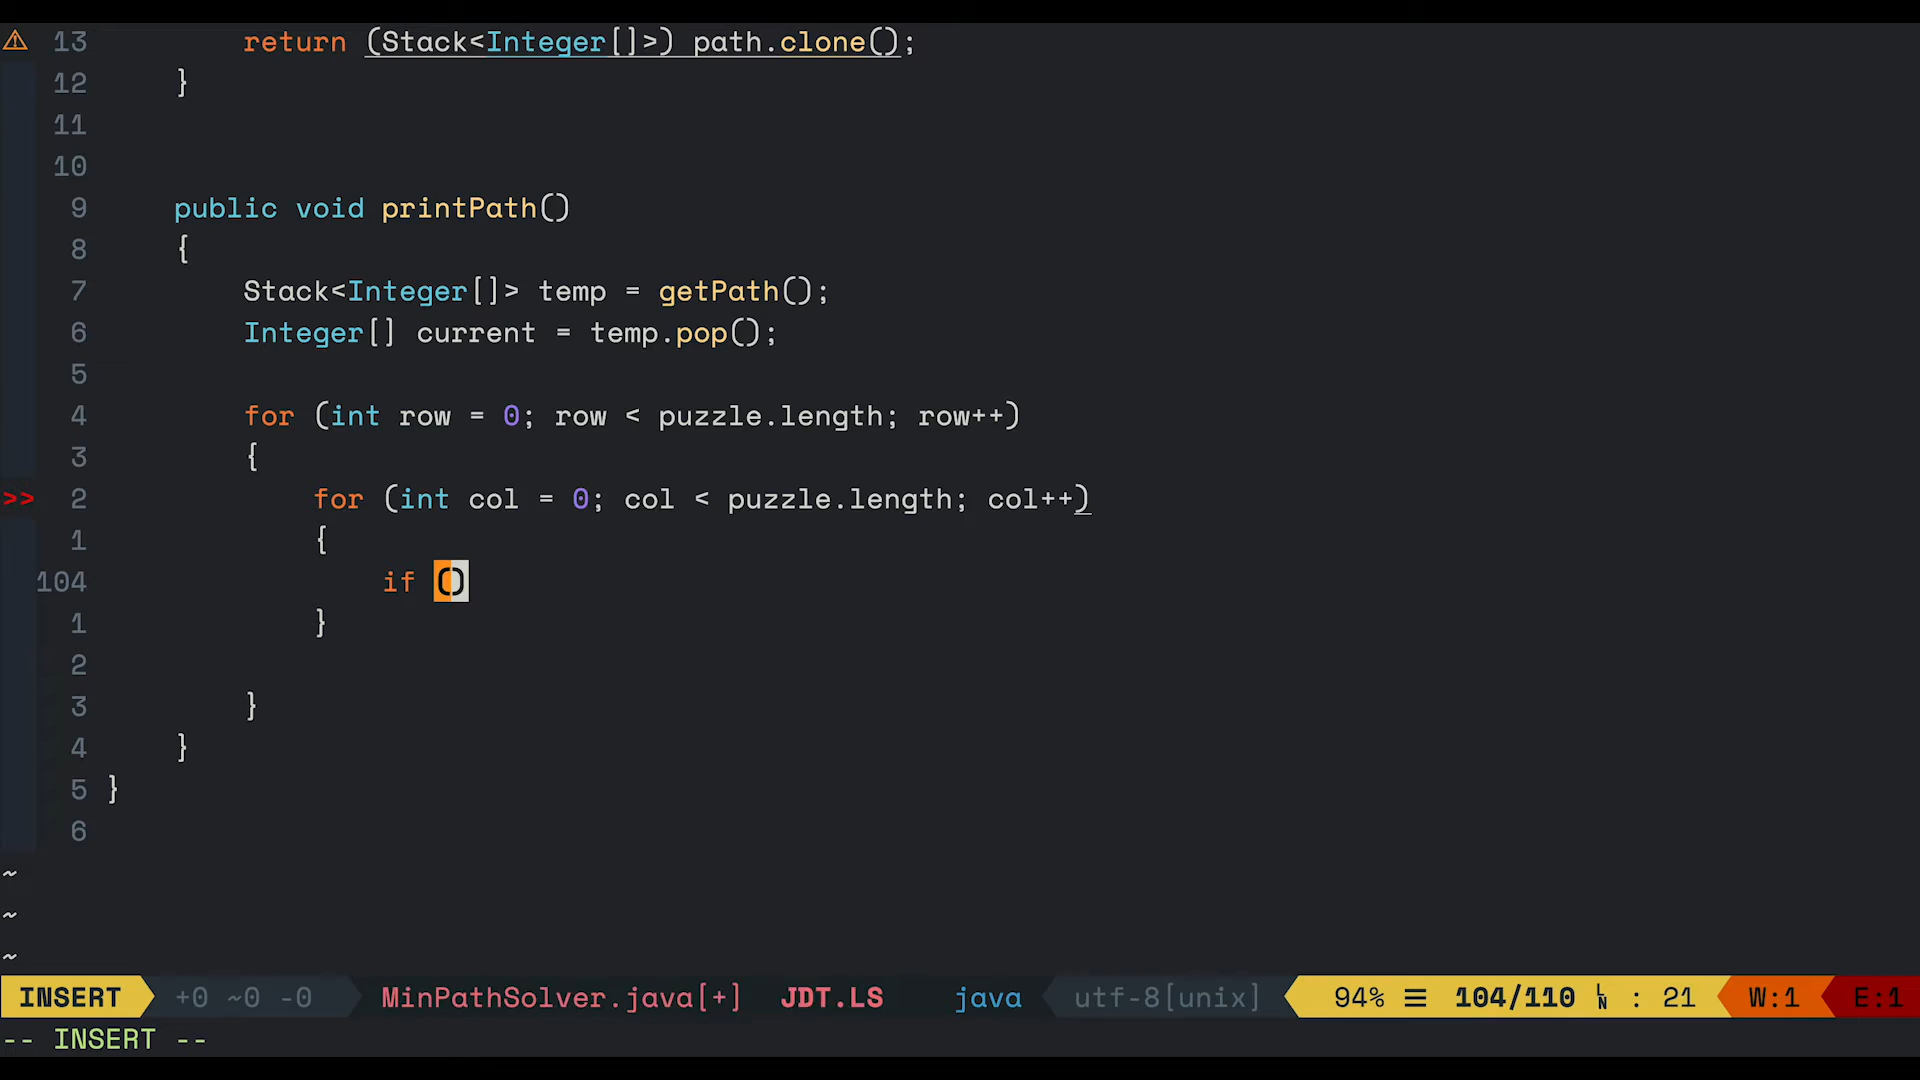 ⚠ 13 return (Stack<Integer[]>) path.clone();
12 }
11
10
9 public void printPath()
8 {
7 Stack<Integer[]> temp = getPath();
6 Integer[] current = temp.pop();
5
4 for (int row = 0; row < puzzle.length; row++)
3 {
>> 2 for (int col = 0; col < puzzle.length; col++)
1 {
104 if ()
1 }
2
3 }
4 }
5 }
6
~
~
~
INSERT +0 ~0 -0 MinPathSolver.java[+] JDT.LS java utf-8[unix] 94% ☰ 104/110 LN : 21 W:1 E:1
-- INSERT --